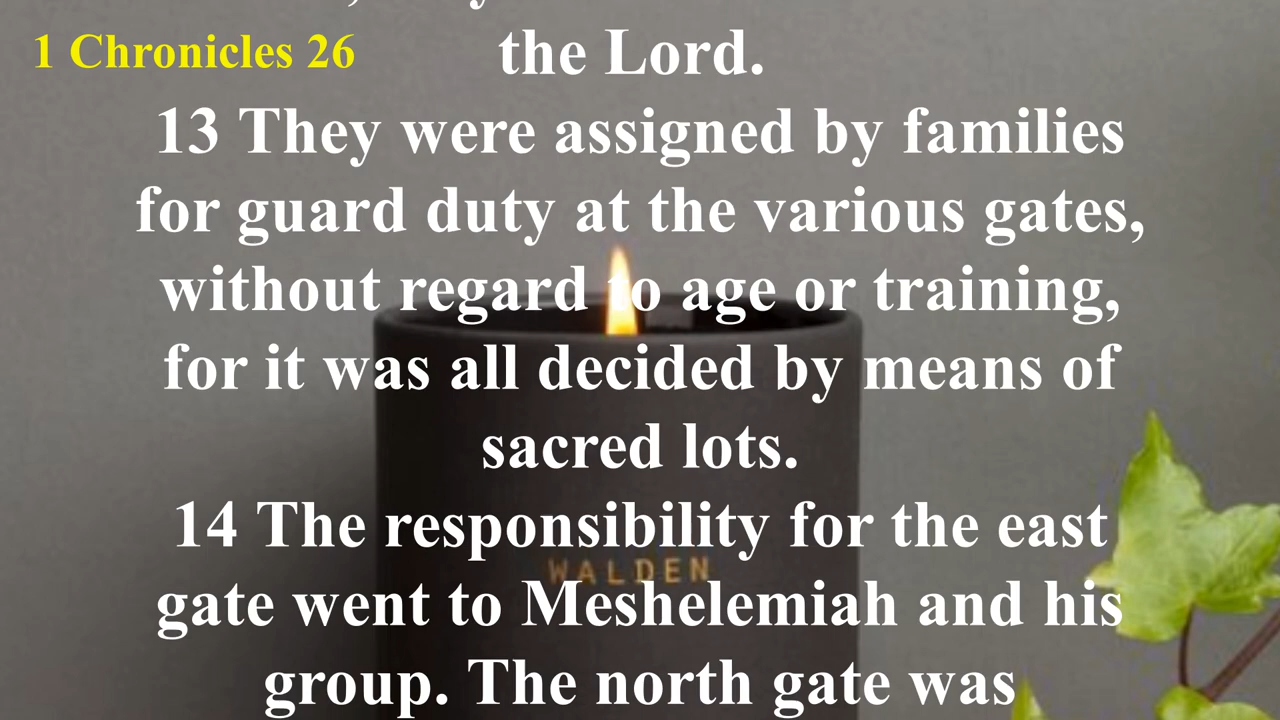 1 Chronicles 26
the Lord.
13 They were assigned by families
for guard duty at the various gates,
without regard to age or training,
for it was all decided by means of
sacred lots.
14 The responsibility for the east
WALDEN
gate went to Meshelemiah and his
group. The north gate was